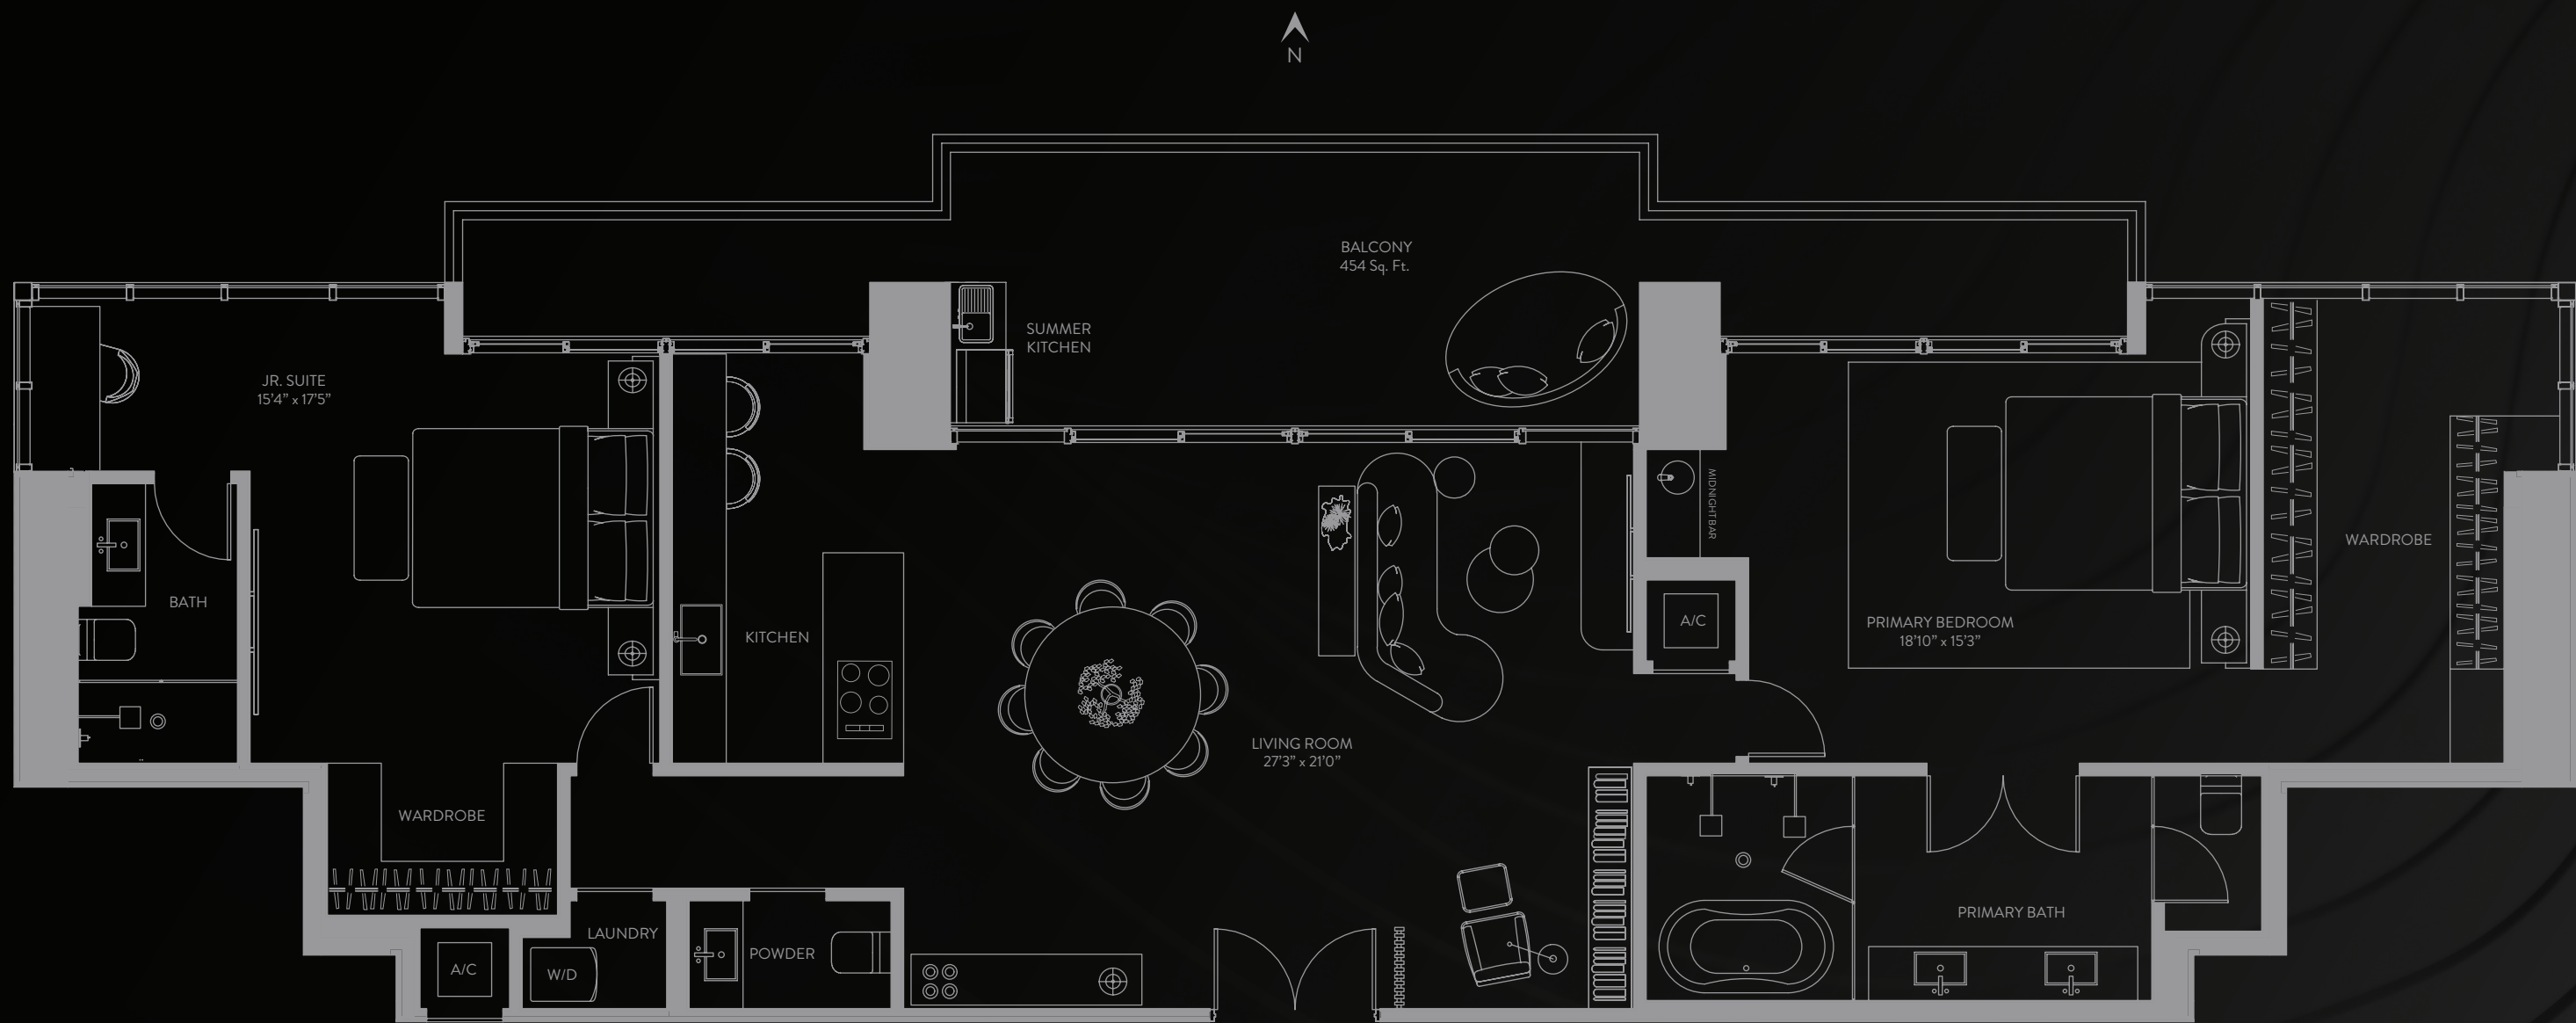 N
BALCONY
454 Sq. Ft.
SUMMER
KITCHEN
JR. SUITE
15'4" x 17'5"
MIDNIGHT BAR
WARDROBE
BATH
A/C
PRIMARY BEDROOM
18'10" x 15'3"
KITCHEN
LIVING ROOM
27'3" x 21'0"
WARDROBE
PRIMARY BATH
LAUNDRY
POWDER
A/C
W/D